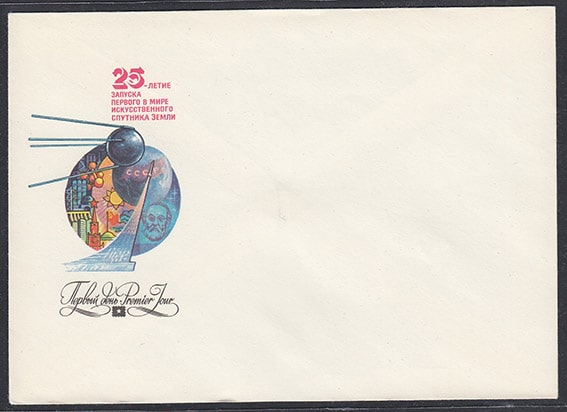 25-ЛЕТИЕ
ЗАПУСКА
ПЕРВОГО В МИРЕ
ИСКУССТВЕННОГО
СПУТНИКА ЗЕМЛИ
СССР
Первый день Premier Jour